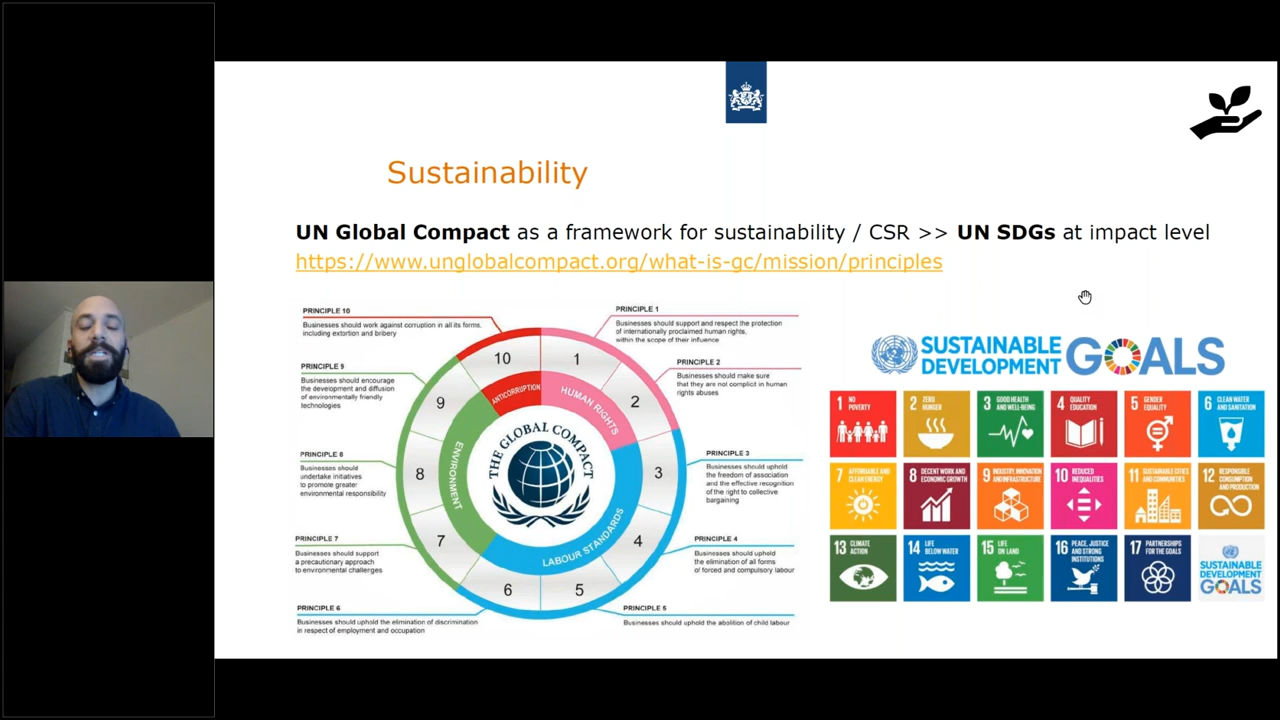 Sustainability
UN Global Compact as a framework for sustainability / CSR >> UN SDGs at impact level
https://www.unglobalcompact.org/what-is-gc/mission/principles
PRINCIPLE 10
Businesses should work against corruption in all its forms,
including extortion and bribery
PRINCIPLE 1
Businesses should support and respect the protection
of internationally proclaimed human rights,
within the scope of their influence
PRINCIPLE 9
Businesses should encourage
the development and diffusion
of environmentally friendly
technologies
PRINCIPLE 2
Businesses should make sure
that they are not complicit in human
rights abuses
PRINCIPLE 8
Businesses should
undertake initiatives
to promote greater
environmental responsibility
PRINCIPLE 3
Businesses should uphold
the freedom of association
and the effective recognition
of the right to collective
bargaining
PRINCIPLE 7
Businesses should support
a precautionary approach
to environmental challenges
PRINCIPLE 4
Businesses should uphold
the elimination of all forms
of forced and compulsory labour
PRINCIPLE 6
Businesses should uphold the elimination of discrimination
in respect of employment and occupation
PRINCIPLE 5
Businesses should uphold the abolition of child labour
10
1
9
2
8
3
7
4
6
5
ANTICORRUPTION
HUMAN RIGHTS
ENVIRONMENT
LABOUR STANDARDS
THE GLOBAL COMPACT
SUSTAINABLE
DEVELOPMENT
GOALS
1 NO
POVERTY
2 ZERO
HUNGER
3 GOOD HEALTH
AND WELL-BEING
4 QUALITY
EDUCATION
5 GENDER
EQUALITY
6 CLEAN WATER
AND SANITATION
7 AFFORDABLE AND
CLEAN ENERGY
8 DECENT WORK AND
ECONOMIC GROWTH
9 INDUSTRY, INNOVATION
AND INFRASTRUCTURE
10 REDUCED
INEQUALITIES
11 SUSTAINABLE CITIES
AND COMMUNITIES
12 RESPONSIBLE
CONSUMPTION
AND PRODUCTION
13 CLIMATE
ACTION
14 LIFE
BELOW WATER
15 LIFE
ON LAND
16 PEACE, JUSTICE
AND STRONG
INSTITUTIONS
17 PARTNERSHIPS
FOR THE GOALS
SUSTAINABLE
DEVELOPMENT
GOALS